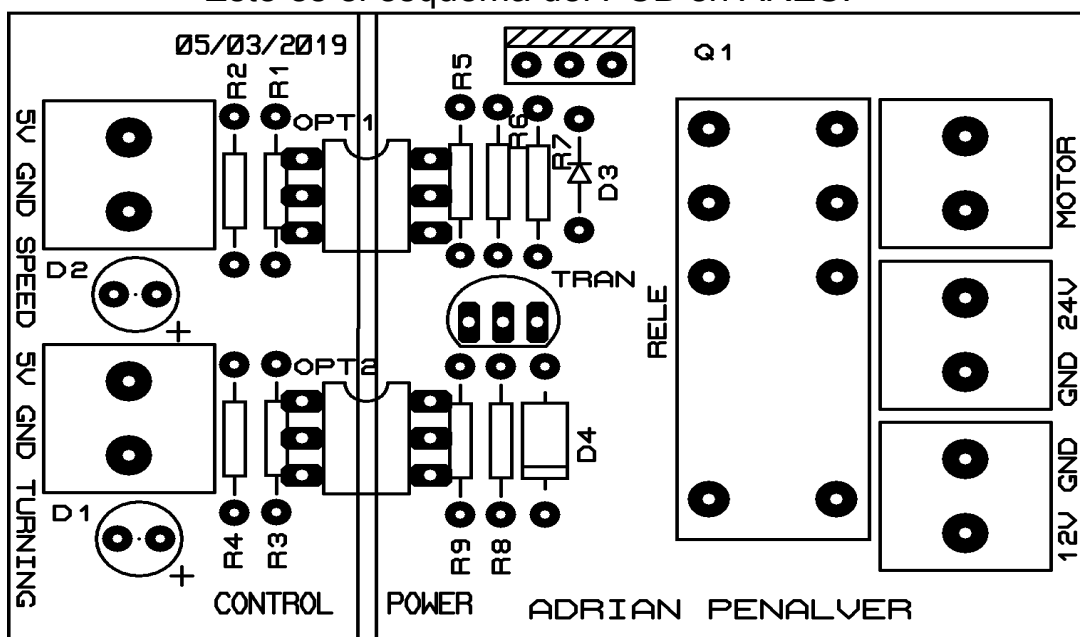 05/03/2019
R2
R1
OPT1
R5
R6
R7
D3
Q1
5V GND SPEED
D2
+
TRAN
RELE
MOTOR
GND 24V
5V GND TURNING
OPT2
D4
D1
+
R4
R3
R9
R8
12V GND
CONTROL
POWER
ADRIAN PENALVER